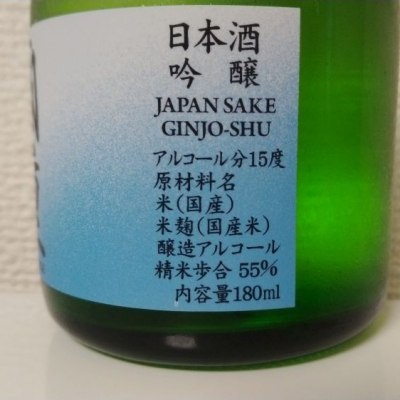 日本酒
吟醸
JAPAN SAKE
GINJO-SHU
アルコール分15度
原材料名
米(国産)
米麹(国産米)
醸造アルコール
精米歩合 55%
内容量180ml